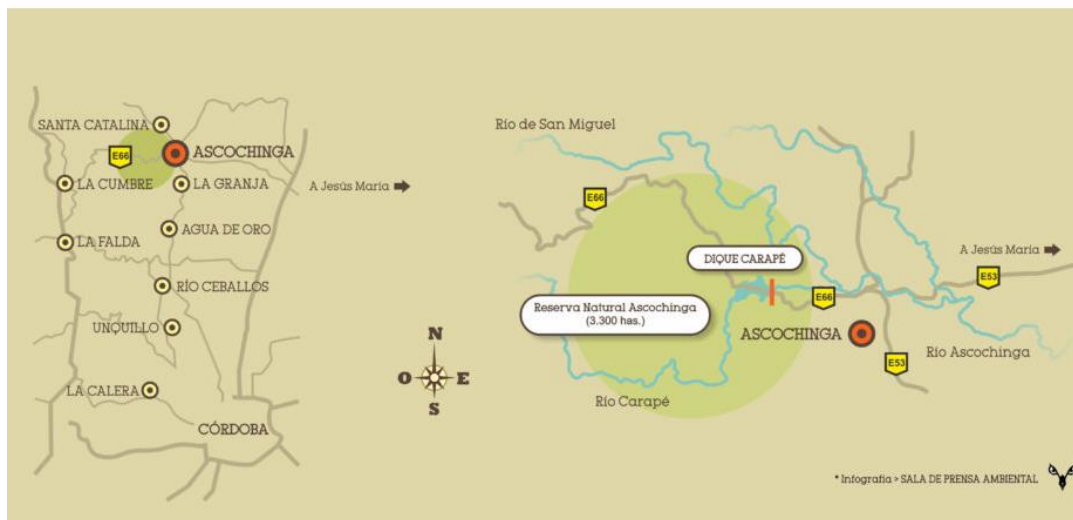 SANTA CATALINA
E66
ASCOCHINGA
LA CUMBRE
LA GRANJA
A Jesús María
AGUA DE ORO
LA FALDA
RÍO CEBALLOS
UNQUILLO
LA CALERA
CÓRDOBA
N
O E
S
Río de San Miguel
E66
DIQUE CARAPÉ
A Jesús María
E53
E66
Reserva Natural Ascochinga
(3.300 has.)
ASCOCHINGA
Río Ascochinga
E53
Río Carapé
* Infografía > SALA DE PRENSA AMBIENTAL